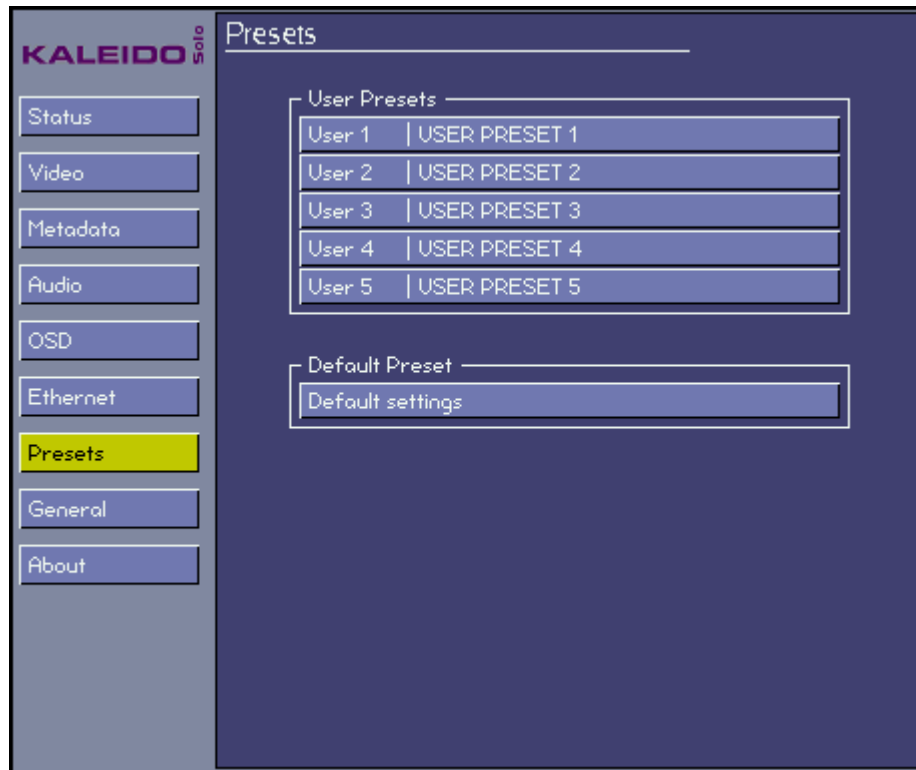 KALEIDO Solo
Status
Video
Metadata
Audio
OSD
Ethernet
Presets
General
About
Presets
User Presets
User 1 | USER PRESET 1
User 2 | USER PRESET 2
User 3 | USER PRESET 3
User 4 | USER PRESET 4
User 5 | USER PRESET 5
Default Preset
Default settings